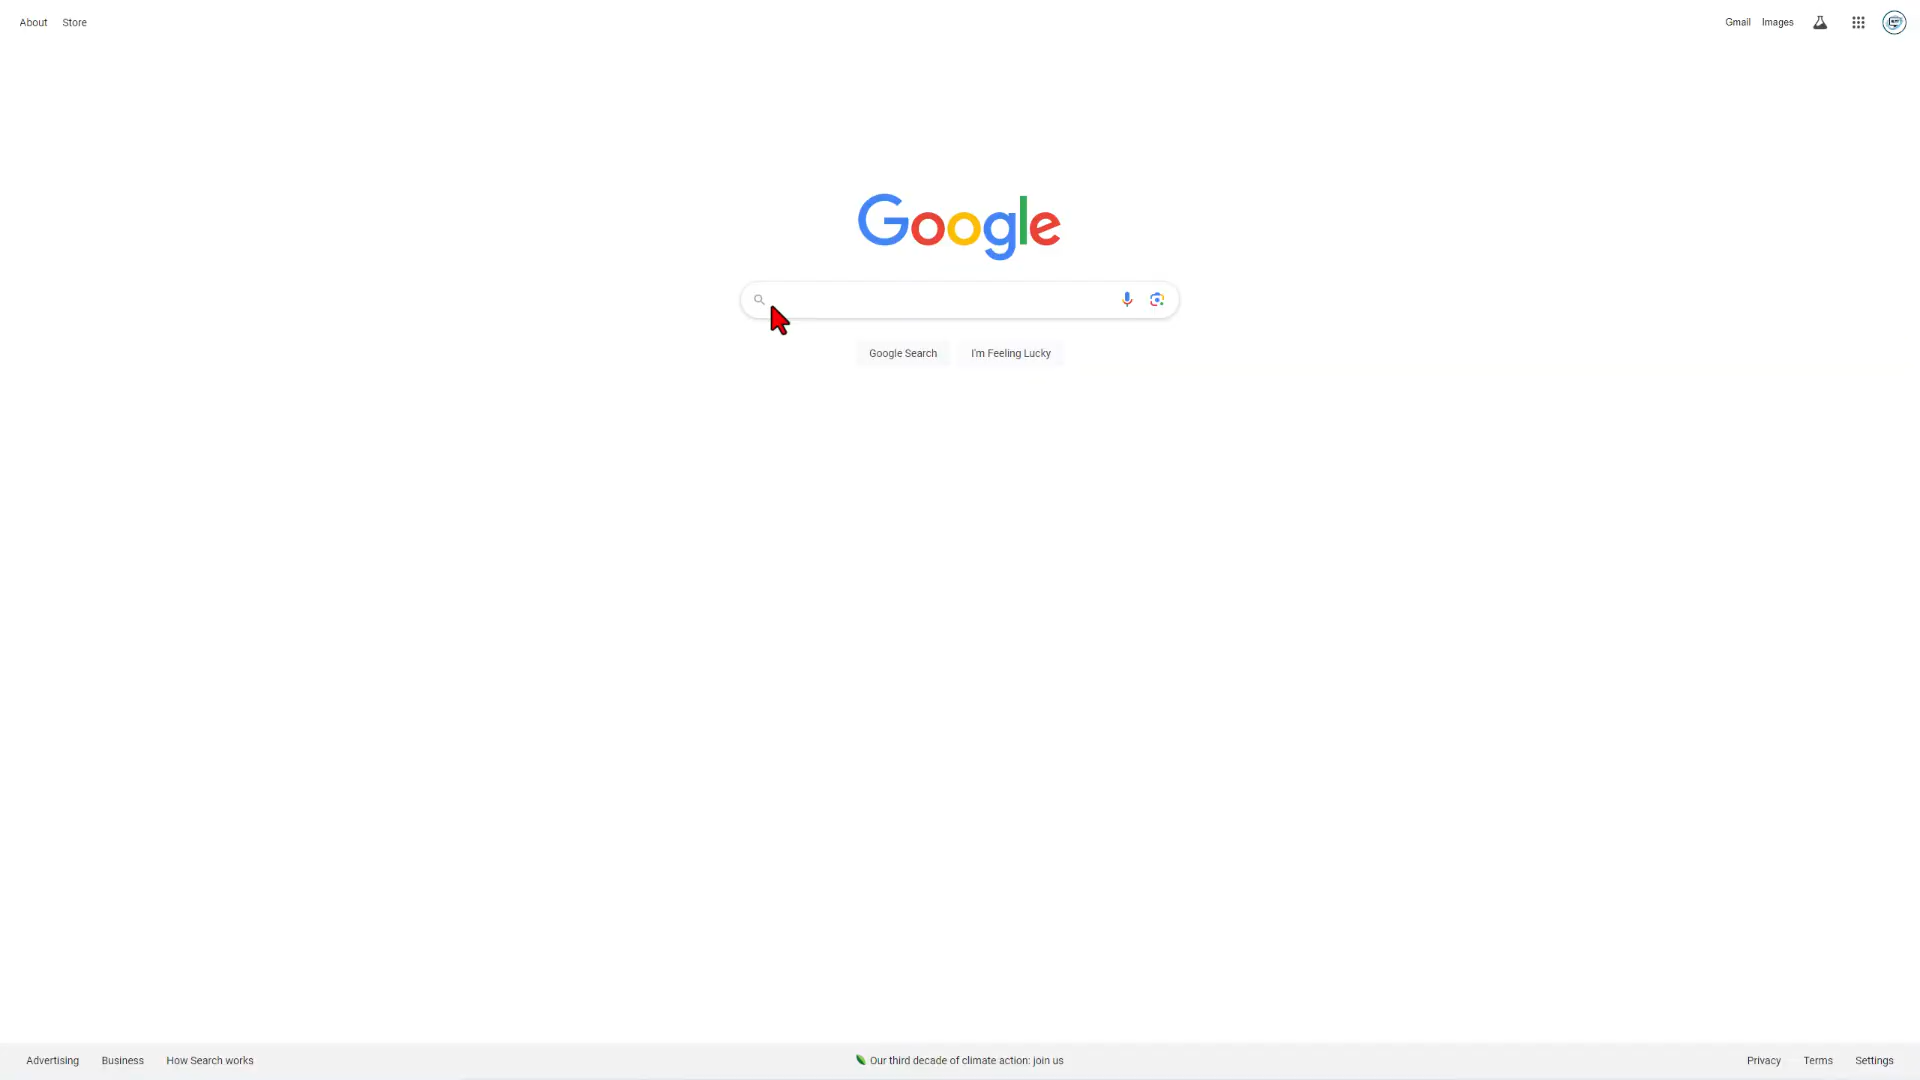 About Store
Gmail Images
Google
Google Search I'm Feeling Lucky
Advertising Business How Search works
Our third decade of climate action: join us
Privacy Terms Settings